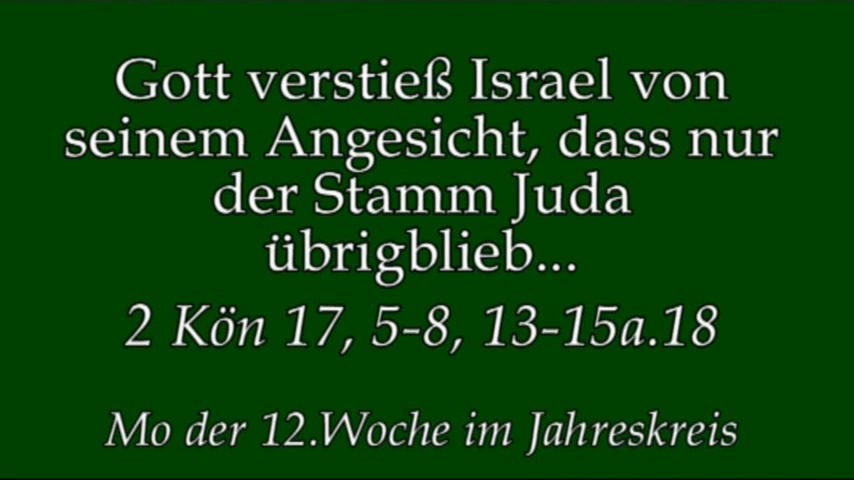 Gott verstieß Israel von
seinem Angesicht, dass nur
der Stamm Juda
übrigblieb...
2 Kön 17, 5-8, 13-15a.18
Mo der 12.Woche im Jahreskreis